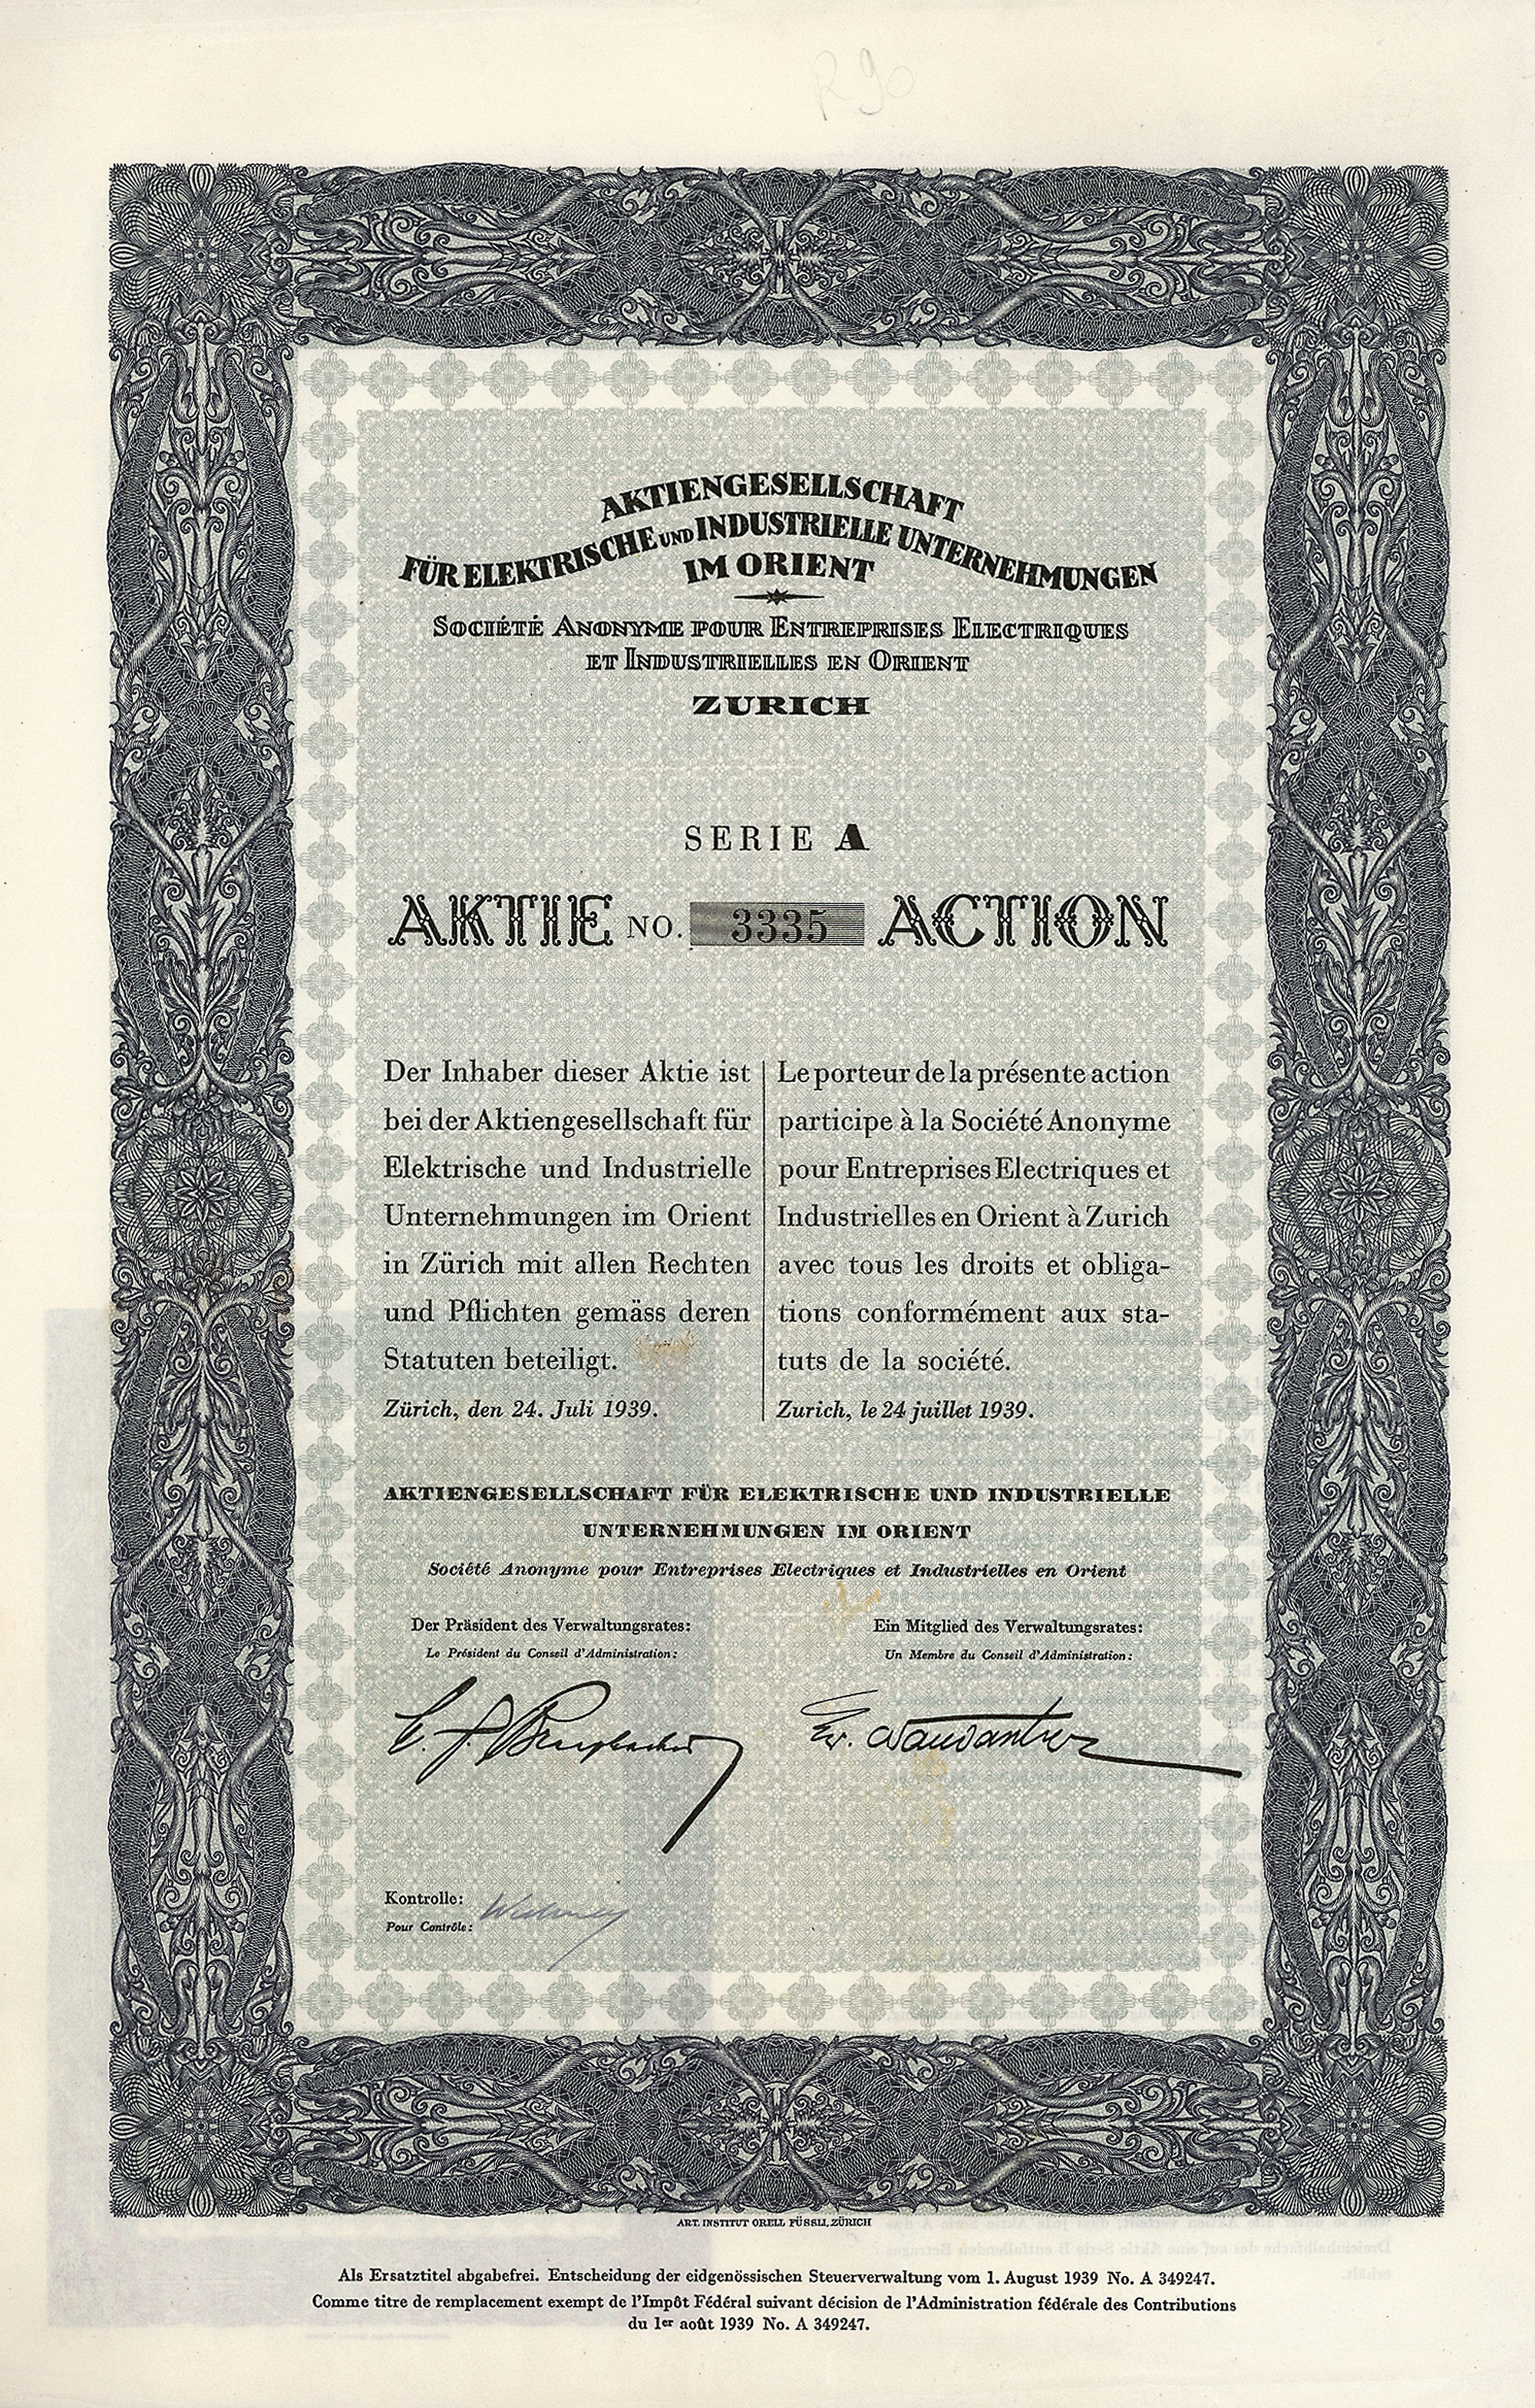 R 90
AKTIENGESELLSCHAFT
FÜR ELEKTRISCHE UND INDUSTRIELLE UNTERNEHMUNGEN
IM ORIENT
SOCIÉTÉ ANONYME POUR ENTREPRISES ELECTRIQUES
ET INDUSTRIELLES EN ORIENT
ZURICH
SERIE A
AKTIE NO. 3335 ACTION
Der Inhaber dieser Aktie ist
bei der Aktiengesellschaft für
Elektrische und Industrielle
Unternehmungen im Orient
in Zürich mit allen Rechten
und Pflichten gemäss deren
Statuten beteiligt.
Zürich, den 24. Juli 1939.
Le porteur de la présente action
participe à la Société Anonyme
pour Entreprises Electriques et
Industrielles en Orient à Zurich
avec tous les droits et obliga-
tions conformément aux sta-
tuts de la société.
Zurich, le 24 juillet 1939.
AKTIENGESELLSCHAFT FÜR ELEKTRISCHE UND INDUSTRIELLE
UNTERNEHMUNGEN IM ORIENT
Société Anonyme pour Entreprises Electriques et Industrielles en Orient
Der Präsident des Verwaltungsrates:
Le Président du Conseil d'Administration:
Ein Mitglied des Verwaltungsrates:
Un Membre du Conseil d'Administration:
Kontrolle:
Pour Contrôle:
ART. INSTITUT ORELL FÜSSLI, ZÜRICH
Als Ersatztitel abgabefrei. Entscheidung der eidgenössischen Steuerverwaltung vom 1. August 1939 No. A 349247.
Comme titre de remplacement exempt de l'Impôt Fédéral suivant décision de l'Administration fédérale des Contributions
du 1er août 1939 No. A 349247.